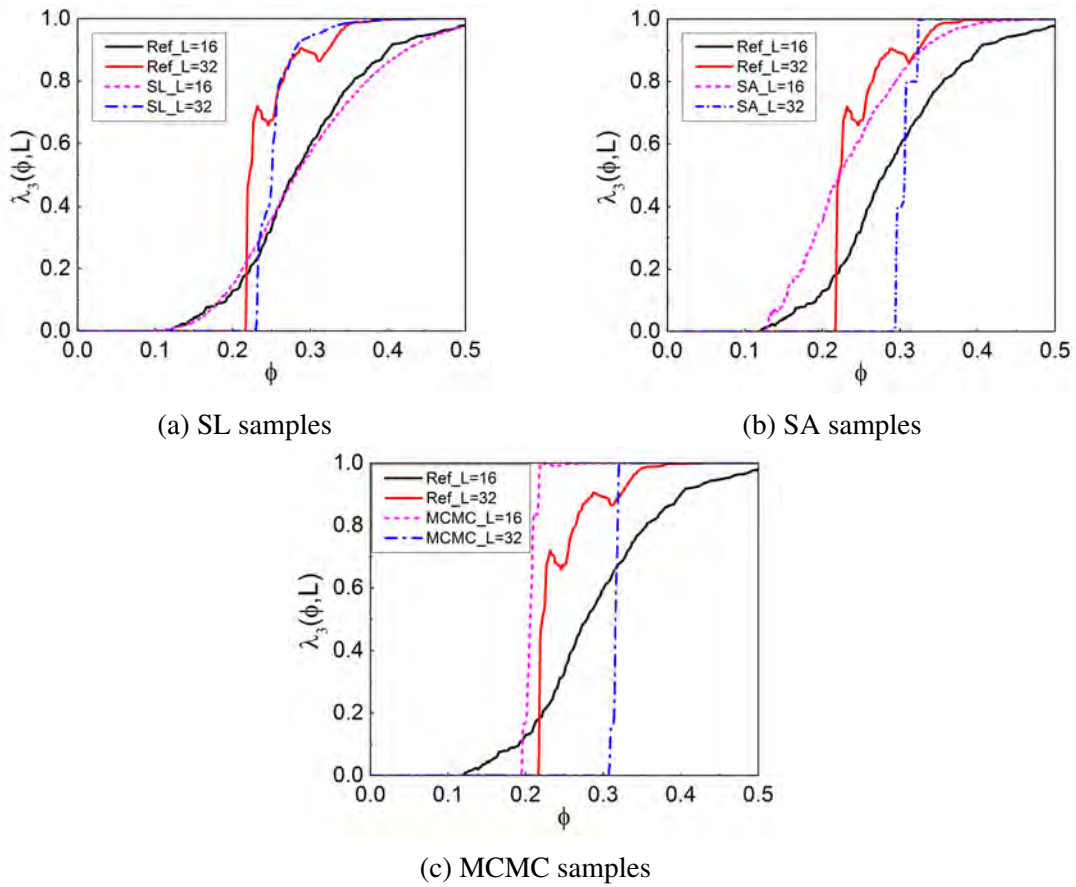 1.0
0.8
0.6
0.4
0.2
0.0
λ₃(ϕ,L)
Ref_L=16
Ref_L=32
SL_L=16
SL_L=32
0.0 0.1 0.2 0.3 0.4 0.5
ϕ
(a) SL samples
1.0
0.8
0.6
0.4
0.2
0.0
λ₃(ϕ,L)
Ref_L=16
Ref_L=32
SA_L=16
SA_L=32
0.0 0.1 0.2 0.3 0.4 0.5
ϕ
(b) SA samples
1.0
0.8
0.6
0.4
0.2
0.0
λ₃(ϕ,L)
Ref_L=16
Ref_L=32
MCMC_L=16
MCMC_L=32
0.0 0.1 0.2 0.3 0.4 0.5
ϕ
(c) MCMC samples